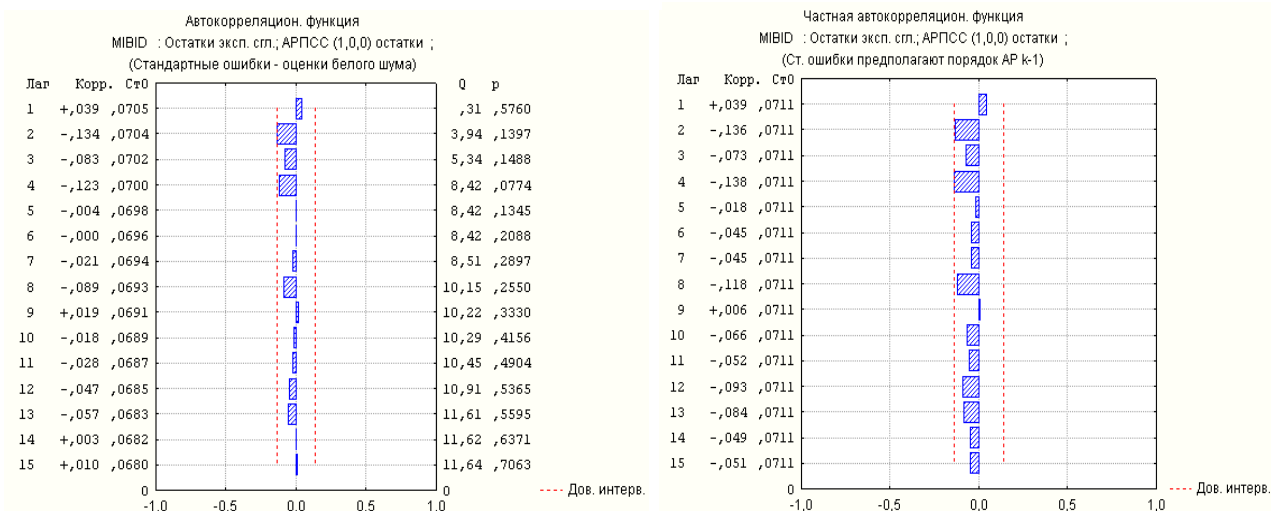 Автокорреляцион. функция
MIBID : Остатки эксп. сгл.; АРПСС (1,0,0) остатки ;
(Стандартные ошибки - оценки белого шума)
Лаг Корр. СтО Q p
1 +,039 ,0705 ,31 ,5760
2 -,134 ,0704 3,94 ,1397
3 -,083 ,0702 5,34 ,1488
4 -,123 ,0700 8,42 ,0774
5 -,004 ,0698 8,42 ,1345
6 -,000 ,0696 8,42 ,2088
7 -,021 ,0694 8,51 ,2897
8 -,089 ,0693 10,15 ,2550
9 +,019 ,0691 10,22 ,3330
10 -,018 ,0689 10,29 ,4156
11 -,028 ,0687 10,45 ,4904
12 -,047 ,0685 10,91 ,5365
13 -,057 ,0683 11,61 ,5595
14 +,003 ,0682 11,62 ,6371
15 +,010 ,0680 11,64 ,7063
0 0
-1,0 -0,5 0,0 0,5 1,0
Дов. интерв.
Частная автокорреляцион. функция
MIBID : Остатки эксп. сгл.; АРПСС (1,0,0) остатки ;
(Ст. ошибки предполагают порядок АР k-1)
Лаг Корр. СтО
1 +,039 ,0711
2 -,136 ,0711
3 -,073 ,0711
4 -,138 ,0711
5 -,018 ,0711
6 -,045 ,0711
7 -,045 ,0711
8 -,118 ,0711
9 +,006 ,0711
10 -,066 ,0711
11 -,052 ,0711
12 -,093 ,0711
13 -,084 ,0711
14 -,049 ,0711
15 -,051 ,0711
0 0
-1,0 -0,5 0,0 0,5 1,0
Дов. интерв.